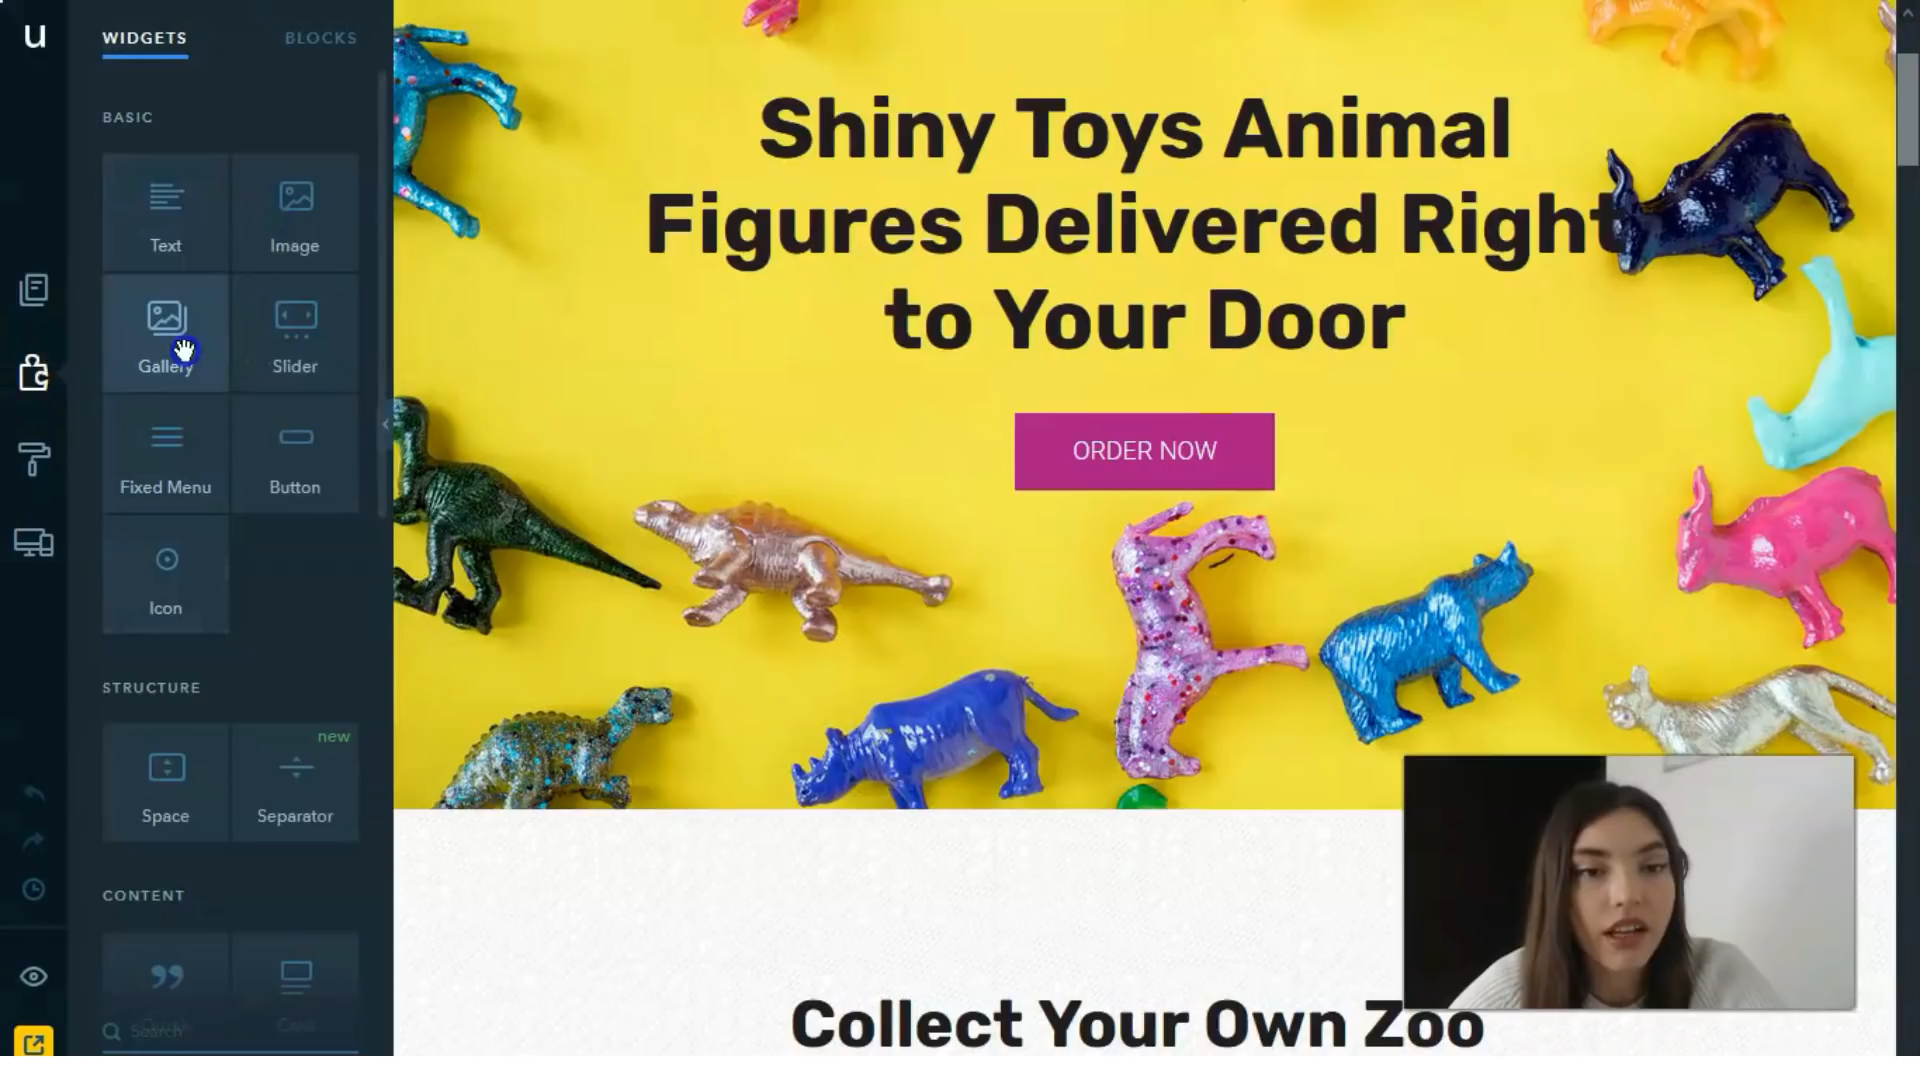 u
WIDGETS
BLOCKS
BASIC
Text
Image
Gallery
Slider
Fixed Menu
Button
Icon
STRUCTURE
new
Space
Separator
CONTENT
Search
Shiny Toys Animal
Figures Delivered Right
to Your Door
ORDER NOW
Collect Your Own Zoo